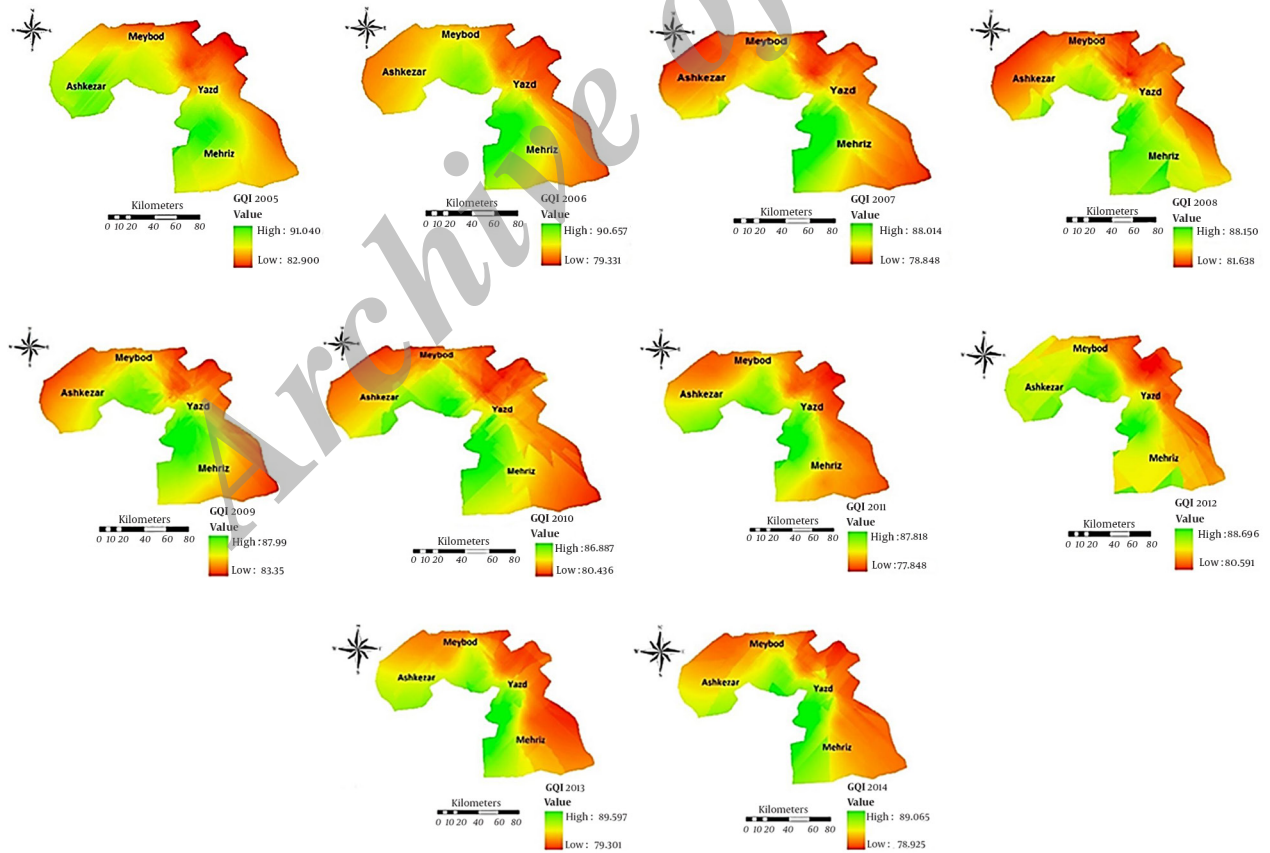 Meybod
Ashkezar
Yazd
Mehriz
Kilometers
0 10 20 40 60 80
GQI 2005
Value
High : 91.040
Low : 82.900
Meybod
Ashkezar
Yazd
Mehriz
Kilometers
0 10 20 40 60 80
GQI 2006
Value
High : 90.657
Low : 79.331
Meybod
Ashkezar
Yazd
Mehriz
Kilometers
0 10 20 40 60 80
GQI 2007
Value
High : 88.014
Low : 78.848
Meybod
Ashkezar
Yazd
Mehriz
Kilometers
0 10 20 40 60 80
GQI 2008
Value
High : 88.150
Low : 81.638
Meybod
Ashkezar
Yazd
Mehriz
Kilometers
0 10 20 40 60 80
GQI 2009
Value
High : 87.99
Low : 83.35
Meybod
Ashkezar
Yazd
Mehriz
Kilometers
0 10 20 40 60 80
GQI 2010
Value
High : 86.887
Low : 80.436
Meybod
Ashkezar
Yazd
Mehriz
Kilometers
0 10 20 40 60 80
GQI 2011
Value
High : 87.818
Low : 77.848
Meybod
Ashkezar
Yazd
Mehriz
Kilometers
0 10 20 40 60 80
GQI 2012
Value
High : 88.696
Low : 80.591
Meybod
Ashkezar
Yazd
Mehriz
Kilometers
0 10 20 40 60 80
GQI 2013
Value
High : 89.597
Low : 79.301
Meybod
Ashkezar
Yazd
Mehriz
Kilometers
0 10 20 40 60 80
GQI 2014
Value
High : 89.065
Low : 78.925
Archive of